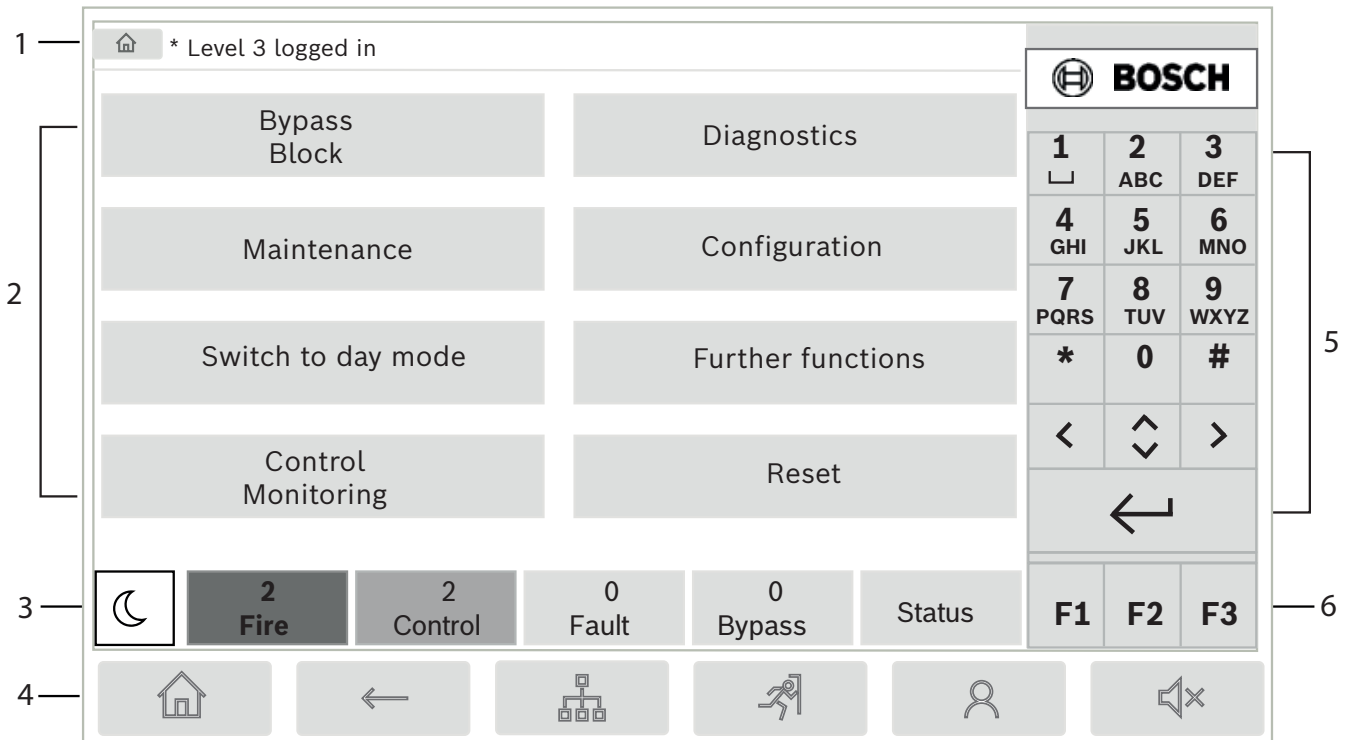 1
* Level 3 logged in
BOSCH
2
Bypass
Block
Diagnostics
Maintenance
Configuration
Switch to day mode
Further functions
Control
Monitoring
Reset
1 2 3
ABC DEF
4 5 6
GHI JKL MNO
7 8 9
PQRS TUV WXYZ
* 0 #
5
3
2
Fire
2
Control
0
Fault
0
Bypass
Status
F1 F2 F3
6
4